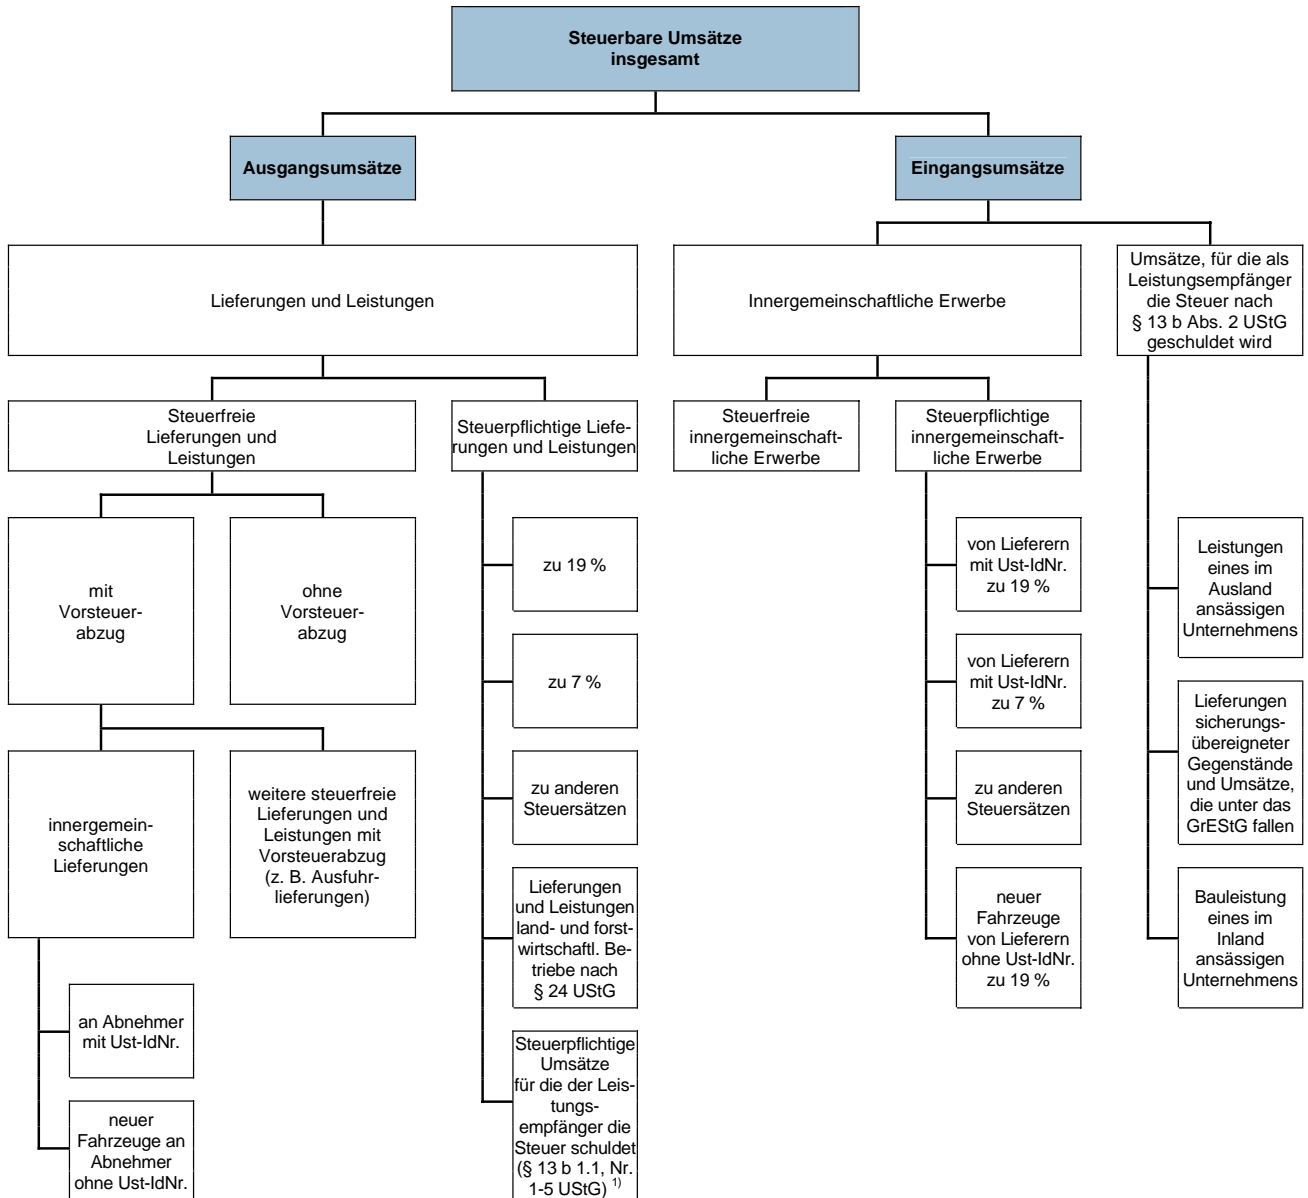 Steuerbare Umsätze
insgesamt
Ausgangsumsätze
Eingangsumsätze
Lieferungen und Leistungen
Innergemeinschaftliche Erwerbe
Umsätze, für die als
Leistungsempfänger
die Steuer nach
§ 13 b Abs. 2 UStG
geschuldet wird
Steuerfreie
Lieferungen und
Leistungen
Steuerpflichtige Liefe-
rungen und Leistungen
Steuerfreie
innergemeinschaft-
liche Erwerbe
Steuerpflichtige
innergemeinschaft-
liche Erwerbe
mit
Vorsteuer-
abzug
ohne
Vorsteuer-
abzug
zu 19 %
von Lieferern
mit Ust-IdNr.
zu 19 %
Leistungen
eines im
Ausland
ansässigen
Unternehmens
zu 7 %
von Lieferern
mit Ust-IdNr.
zu 7 %
Lieferungen
sicherungs-
übereigneter
Gegenstände
und Umsätze,
die unter das
GrEStG fallen
innergemein-
schaftliche
Lieferungen
weitere steuerfreie
Lieferungen und
Leistungen mit
Vorsteuerabzug
(z. B. Ausfuhr-
lieferungen)
zu anderen
Steuersätzen
zu anderen
Steuersätzen
Lieferungen
und Leistungen
land- und forst-
wirtschaftl. Be-
triebe nach
§ 24 UStG
neuer
Fahrzeuge
von Lieferern
ohne Ust-IdNr.
zu 19 %
Bauleistung
eines im
Inland
ansässigen
Unternehmens
an Abnehmer
mit Ust-IdNr.
Steuerpflichtige
Umsätze
für die der Leis-
tungs-
empfänger die
Steuer schuldet
(§ 13 b 1.1, Nr.
1-5 UStG) 1)
neuer
Fahrzeuge an
Abnehmer
ohne Ust-IdNr.